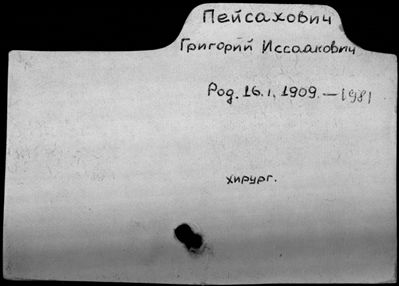 Пейсахович
Григорий Иссаакович
Род. 16.1.1909.—1981
хирург.